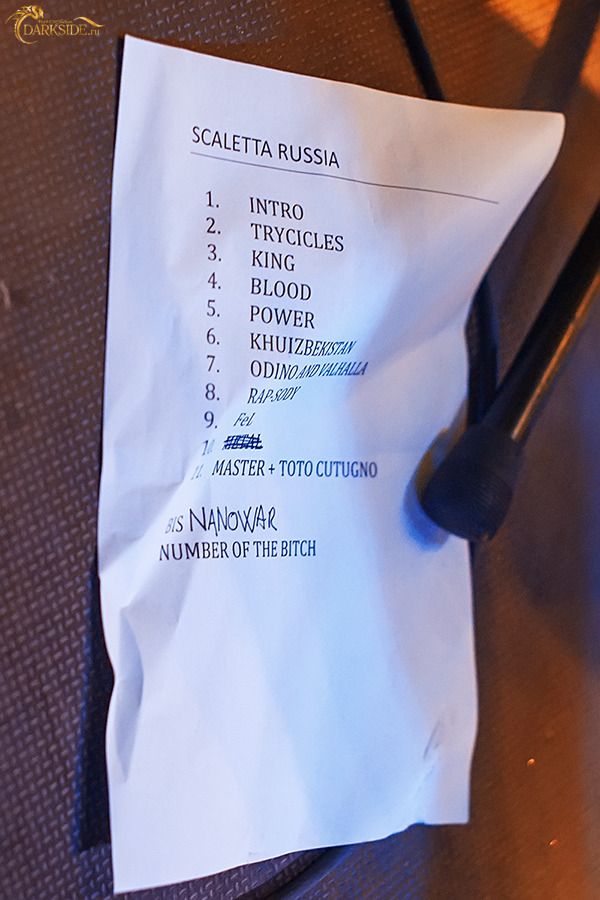 DARKSIDE.ru
SCALETTA RUSSIA
1. INTRO
2. TRYCICLES
3. KING
4. BLOOD
5. POWER
6. KHUIZBEKISTAN
7. ODINO AND VALHALLA
8. RAP-SODY
9. FeL
10. METAL
11. MASTER + TOTO CUTUGNO
BIS NANOWAR
NUMBER OF THE BITCH